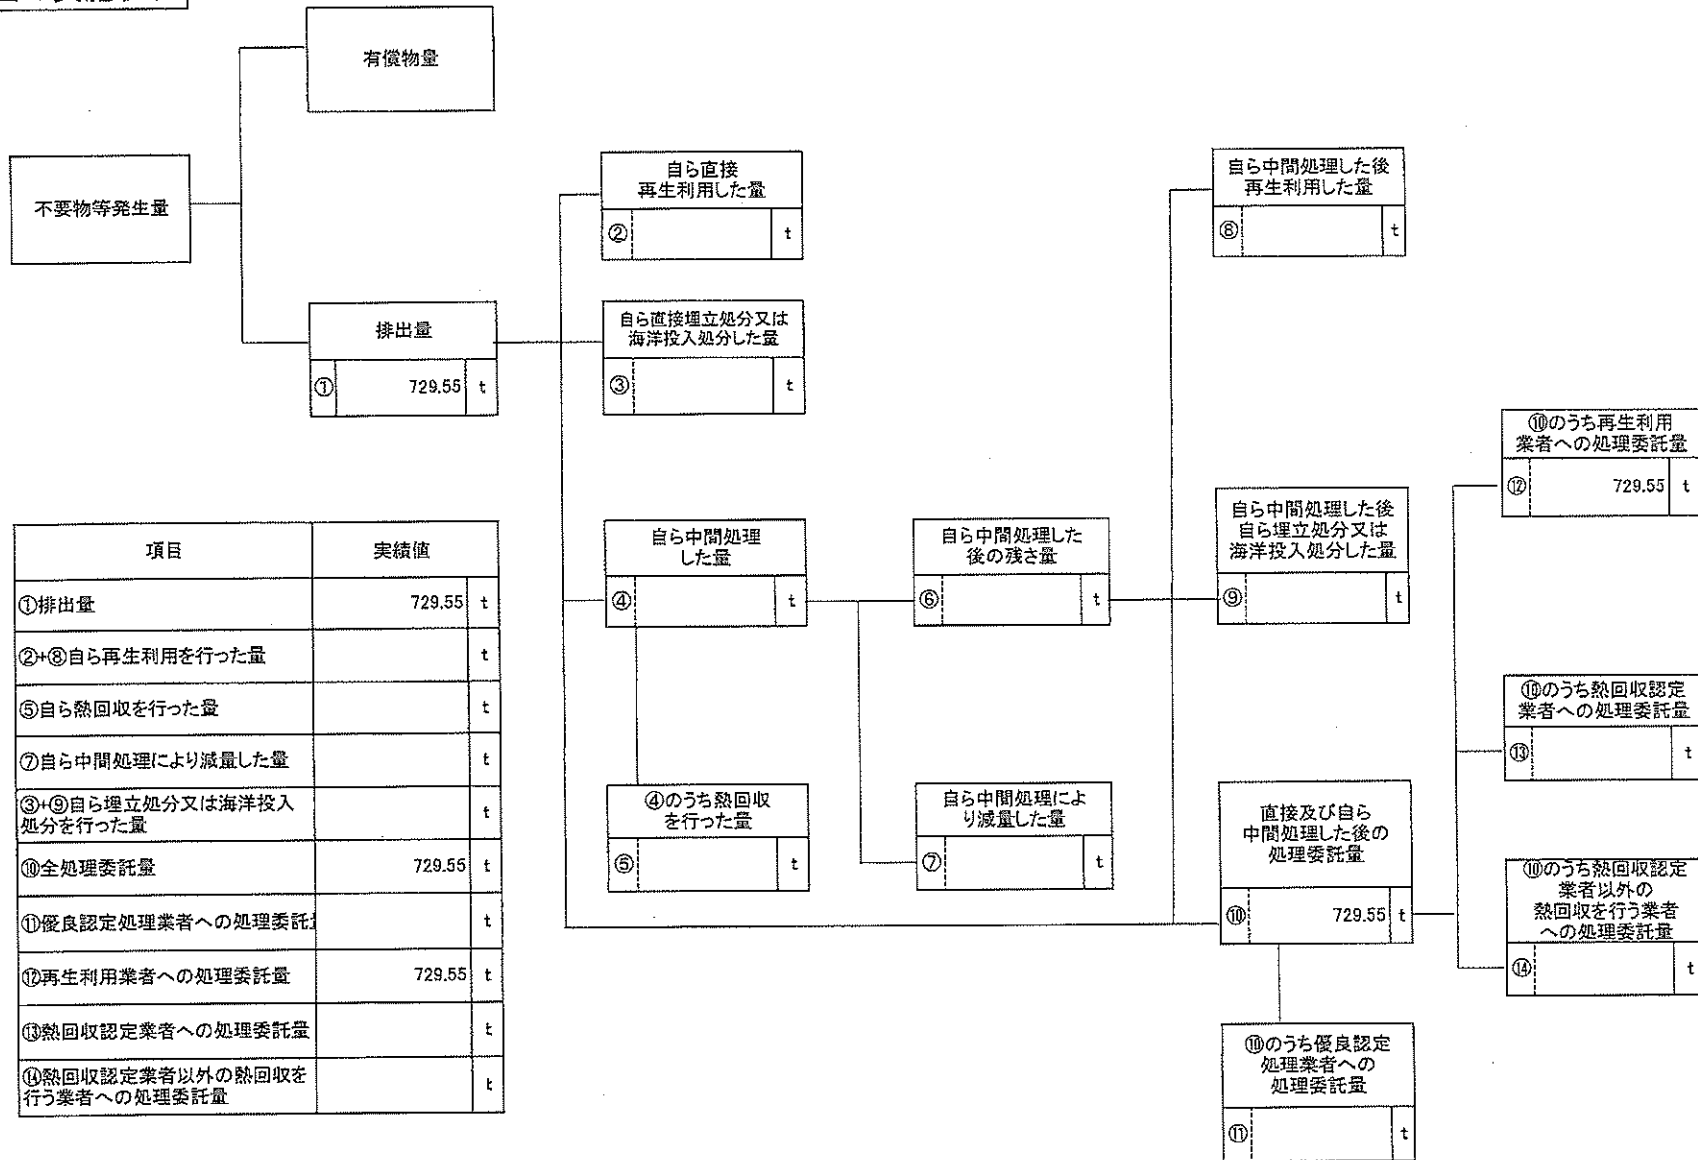 有償物量
不要物等発生量
排出量
① 729.55 t
自ら直接
再生利用した量
② t
自ら直接埋立処分又は
海洋投入処分した量
③ t
自ら中間処理
した量
④ t
④のうち熱回収
を行った量
⑤ t
自ら中間処理した
後の残さ量
⑥ t
自ら中間処理によ
り減量した量
⑦ t
自ら中間処理した後
再生利用した量
⑧ t
自ら中間処理した後
自ら埋立処分又は
海洋投入処分した量
⑨ t
直接及び自ら
中間処理した後の
処理委託量
⑩ 729.55 t
⑩のうち優良認定
処理業者への
処理委託量
⑪ t
⑩のうち再生利用
業者への処理委託量
⑫ 729.55 t
⑩のうち熱回収認定
業者への処理委託量
⑬ t
⑩のうち熱回収認定
業者以外の
熱回収を行う業者
への処理委託量
⑭ t
項目 実績値
①排出量 729.55 t
②+⑧自ら再生利用を行った量 t
⑤自ら熱回収を行った量 t
⑦自ら中間処理により減量した量 t
③+⑨自ら埋立処分又は海洋投入
処分を行った量 t
⑩全処理委託量 729.55 t
⑪優良認定処理業者への処理委託 t
⑫再生利用業者への処理委託量 729.55 t
⑬熱回収認定業者への処理委託量 t
⑭熱回収認定業者以外の熱回収を
行う業者への処理委託量 t